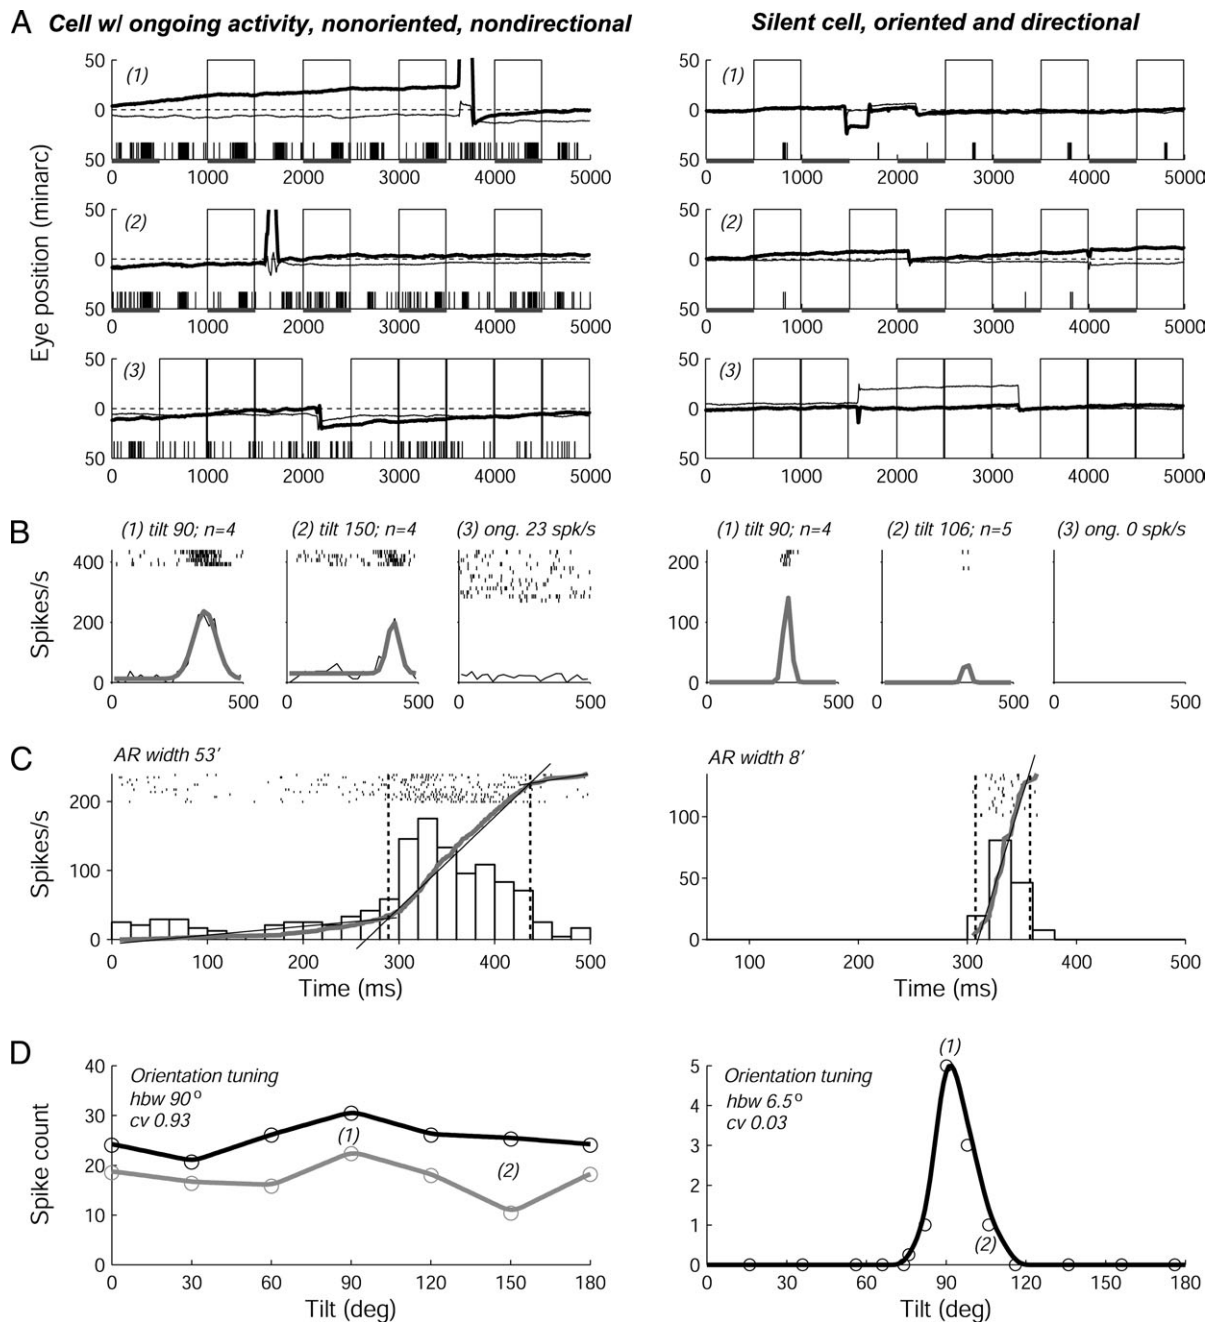 A Cell w/ ongoing activity, nonoriented, nondirectional
Silent cell, oriented and directional
Eye position (minarc)
50
(1)
0
50
0 1000 2000 3000 4000 5000
50
(1)
0
50
0 1000 2000 3000 4000 5000
50
(2)
0
50
0 1000 2000 3000 4000 5000
50
(2)
0
50
0 1000 2000 3000 4000 5000
50
(3)
0
50
0 1000 2000 3000 4000 5000
50
(3)
0
50
0 1000 2000 3000 4000 5000
B
(1) tilt 90; n=4
(2) tilt 150; n=4
(3) ong. 23 spk/s
(1) tilt 90; n=4
(2) tilt 106; n=5
(3) ong. 0 spk/s
Spikes/s
400
200
0
0 500
0 500
0 500
200
100
0
0 500
0 500
0 500
C
AR width 53'
Spikes/s
200
100
0
0 100 200 300 400 500
Time (ms)
AR width 8'
100
50
0
100 200 300 400 500
Time (ms)
D
Spike count
40
30
20
10
0
Orientation tuning
hbw 90°
cv 0.93
(1)
(2)
0 30 60 90 120 150 180
Tilt (deg)
5
4
3
2
1
0
(1)
Orientation tuning
hbw 6.5°
cv 0.03
(2)
0 30 60 90 120 150 180
Tilt (deg)